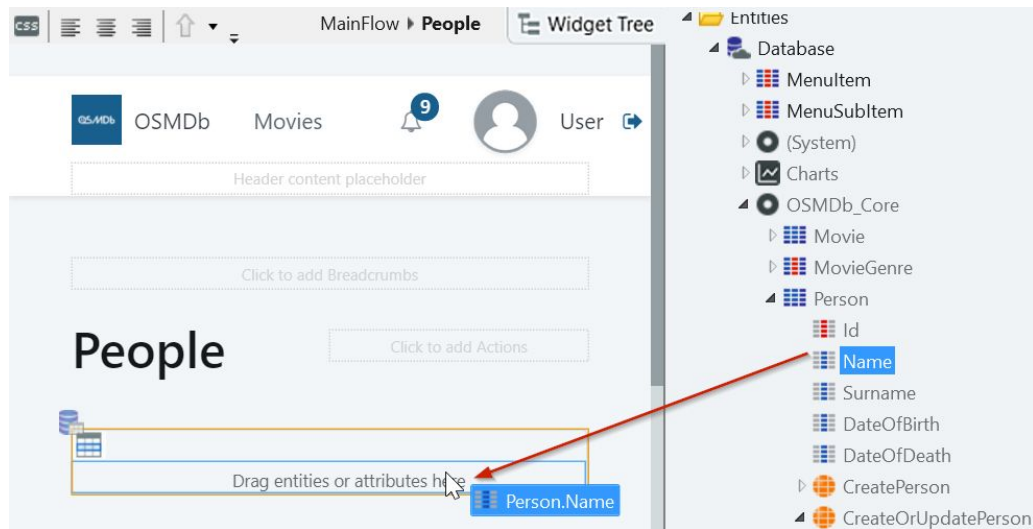 css
MainFlow ▸ People
Widget Tree
OSMDb
OSMDb
Movies
9
User
Header content placeholder
Click to add Breadcrumbs
People
Click to add Actions
Drag entities or attributes here
Person.Name
Entities
Database
MenuItem
MenuSubItem
(System)
Charts
OSMDb_Core
Movie
MovieGenre
Person
Id
Name
Surname
DateOfBirth
DateOfDeath
CreatePerson
CreateOrUpdatePerson